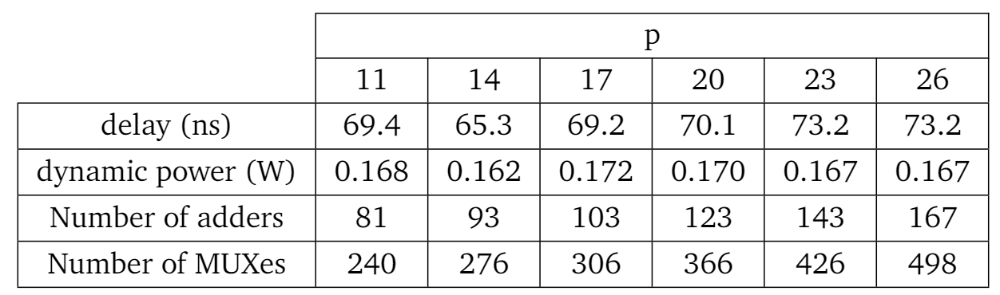 p
11 14 17 20 23 26
delay (ns) 69.4 65.3 69.2 70.1 73.2 73.2
dynamic power (W) 0.168 0.162 0.172 0.170 0.167 0.167
Number of adders 81 93 103 123 143 167
Number of MUXes 240 276 306 366 426 498